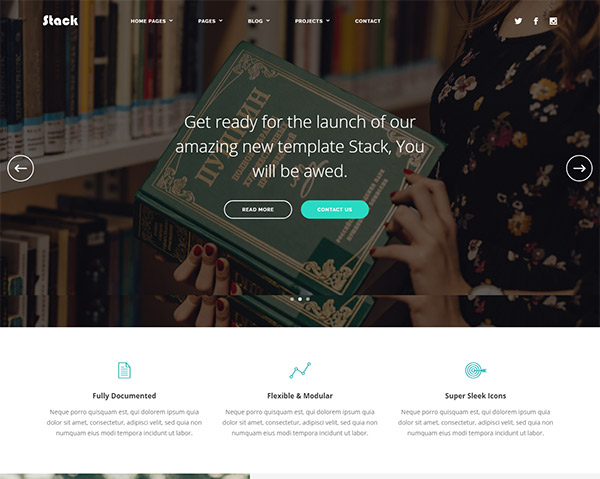 Stack
HOME PAGES
PAGES
BLOG
PROJECTS
CONTACT
ПУШКИН
Get ready for the launch of our
amazing new template Stack, You
will be awed.
READ MORE
CONTACT US
Fully Documented
Neque porro quisquam est, qui dolorem ipsum quia
dolor sit amet, consectetur, adipisci velit, sed quia non
numquam eius modi tempora incidunt ut labor.
Flexible & Modular
Neque porro quisquam est, qui dolorem ipsum quia
dolor sit amet, consectetur, adipisci velit, sed quia non
numquam eius modi tempora incidunt ut labor.
Super Sleek Icons
Neque porro quisquam est, qui dolorem ipsum quia
dolor sit amet, consectetur, adipisci velit, sed quia non
numquam eius modi tempora incidunt ut labor.